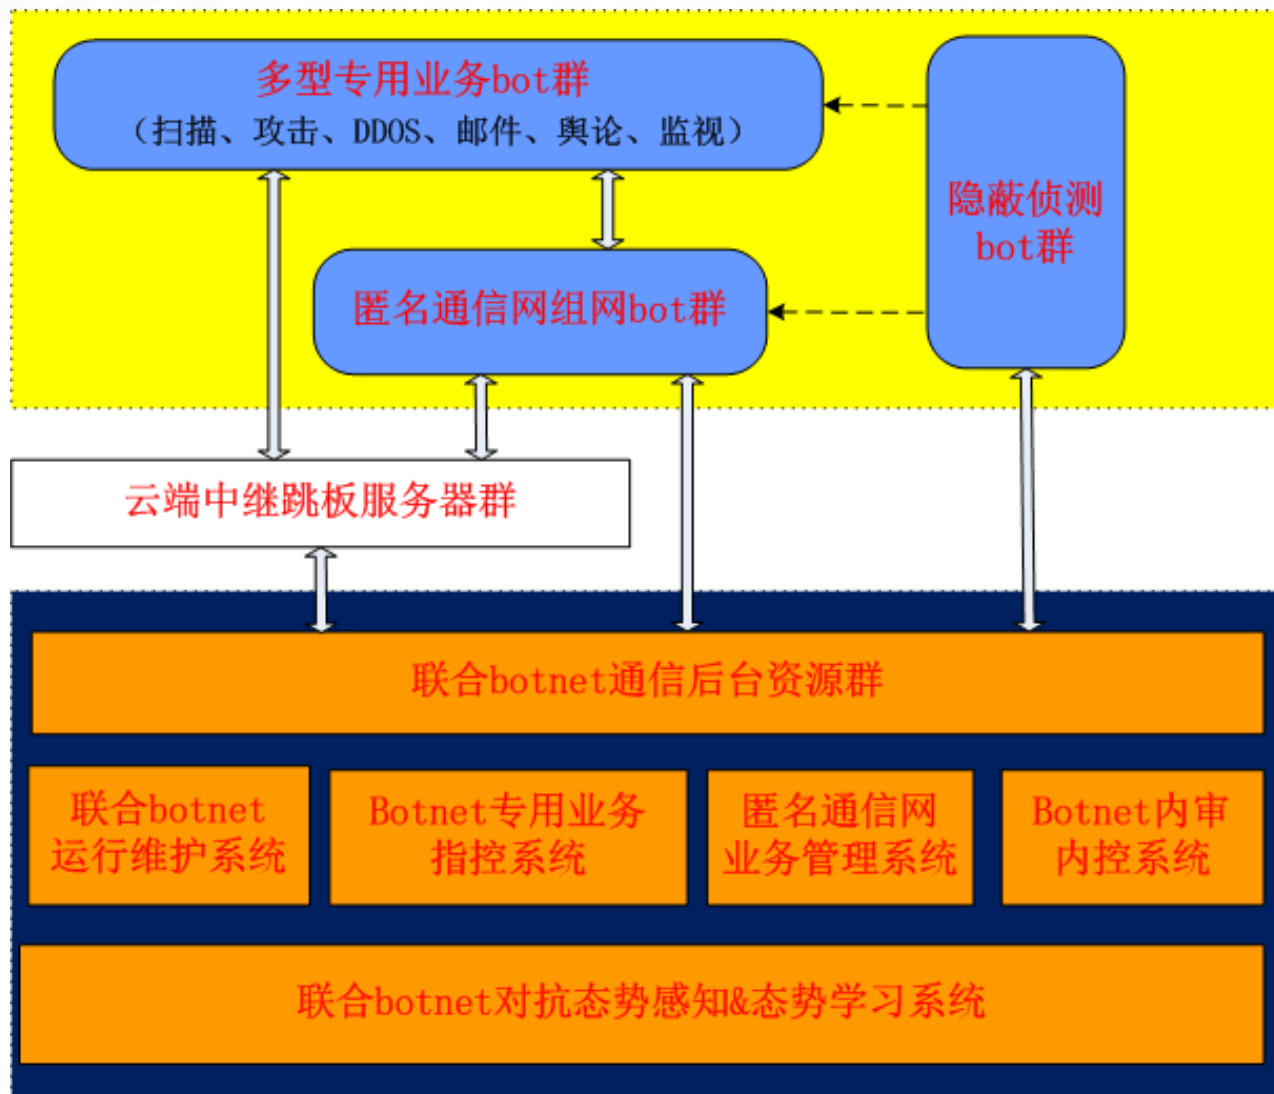 多型专用业务bot群
（扫描、攻击、DDOS、邮件、舆论、监视）
隐蔽侦测
bot群
匿名通信网组网bot群
云端中继跳板服务器群
联合botnet通信后台资源群
联合botnet
运行维护系统
Botnet专用业务
指控系统
匿名通信网
业务管理系统
Botnet内审
内控系统
联合botnet对抗态势感知&态势学习系统